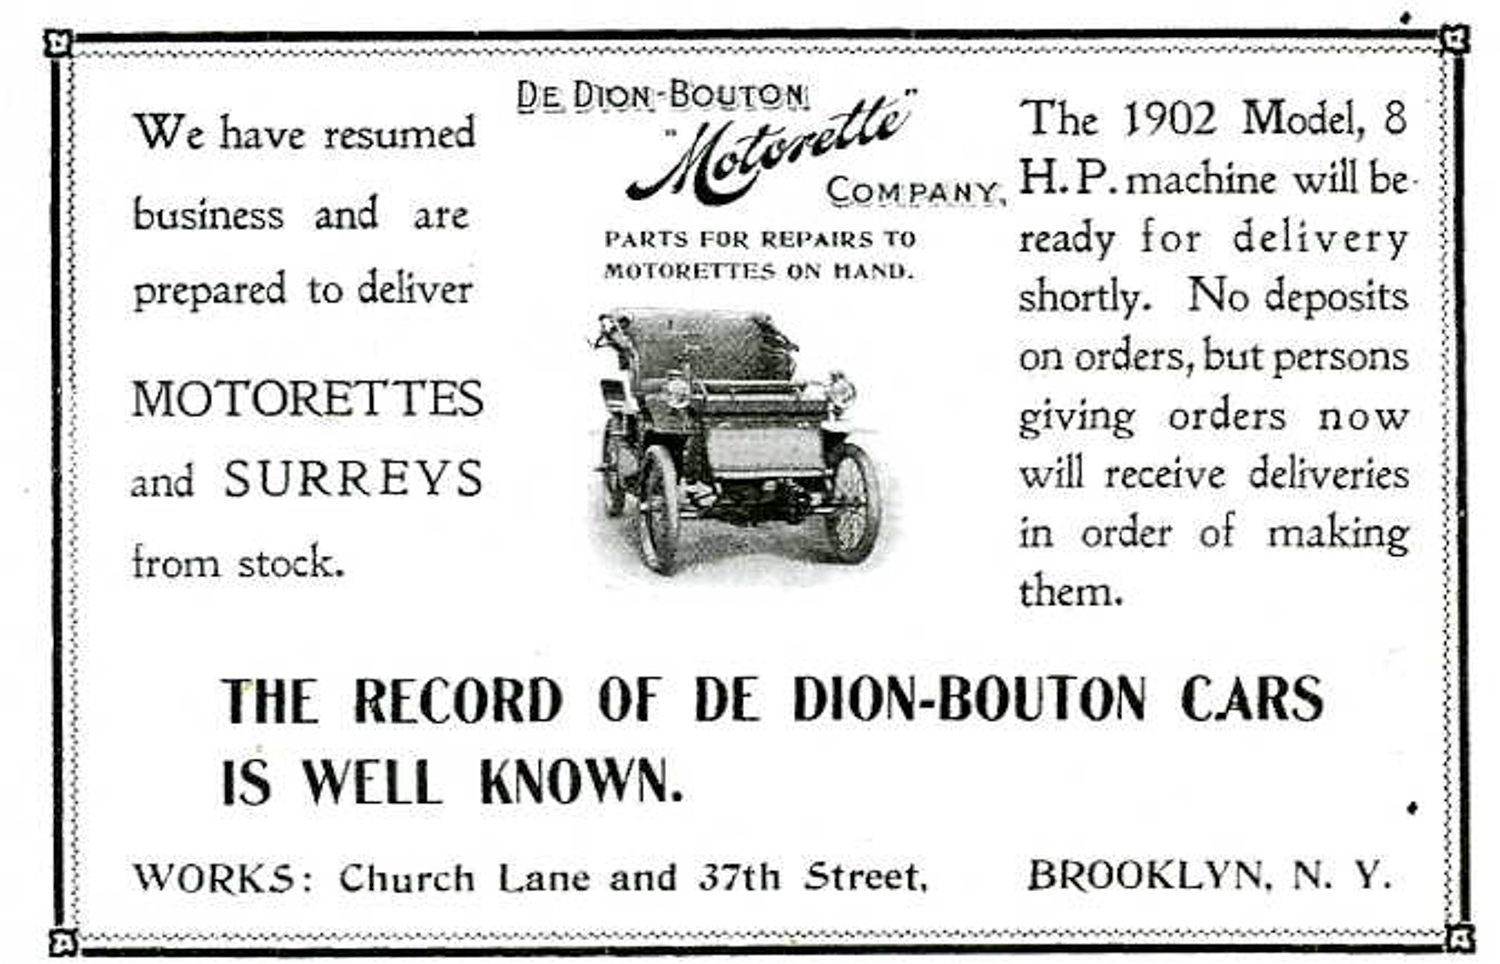 We have resumed
business and are
prepared to deliver
MOTORETTES
and SURREYS
from stock.
DE DION-BOUTON
"Motorette"
COMPANY,
PARTS FOR REPAIRS TO
MOTORETTES ON HAND.
The 1902 Model, 8
H. P. machine will be
ready for delivery
shortly. No deposits
on orders, but persons
giving orders now
will receive deliveries
in order of making
them.
THE RECORD OF DE DION-BOUTON CARS
IS WELL KNOWN.
WORKS: Church Lane and 37th Street, BROOKLYN, N. Y.